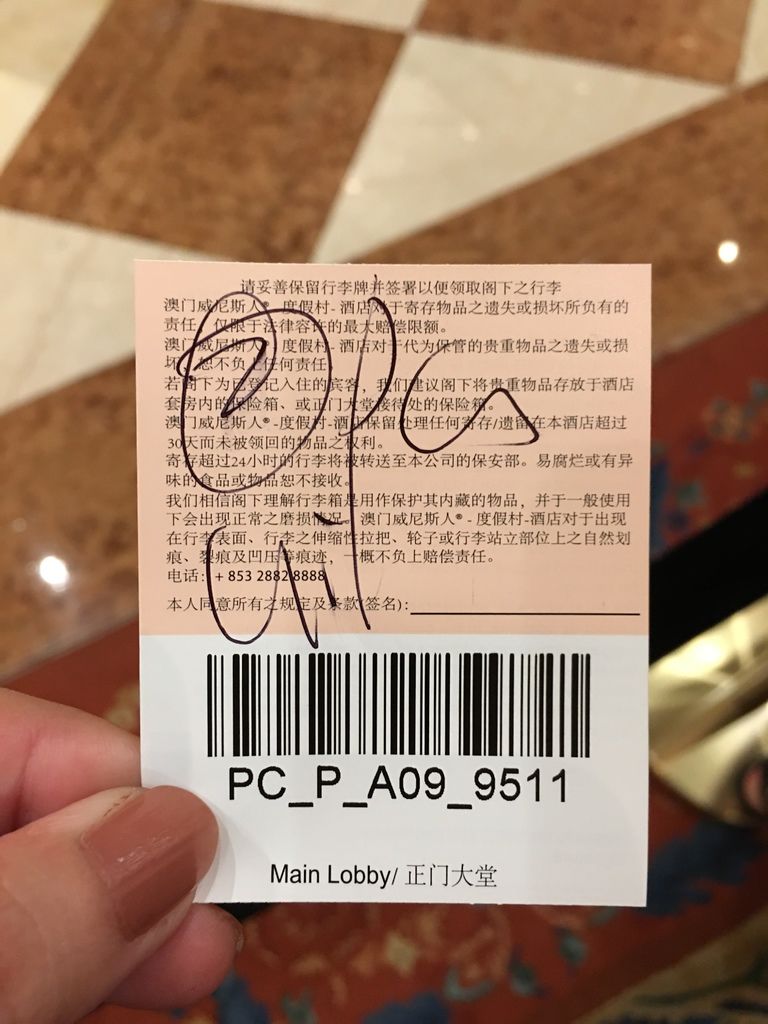 请妥善保留行李牌并签署以便领取阁下之行李
澳门威尼斯人®- 度假村- 酒店对于寄存物品之遗失或损坏所负有的
责任，仅限于法律容许的最大赔偿限额。
澳门威尼斯人®- 度假村- 酒店对于代为保管的贵重物品之遗失或损
坏，恕不负上任何责任
若阁下为已登记入住的宾客，我们建议阁下将贵重物品存放于酒店
套房内的保险箱、或正门大堂接待处的保险箱。
澳门威尼斯人®-度假村-酒店保留处理任何寄存/遗留在本酒店超过
30天而未被领回的物品之权利。
寄存超过24小时的行李将被转送至本公司的保安部。易腐烂或有异
味的食品或物品恕不接收。
我们相信阁下理解行李箱是用作保护其内藏的物品，并于一般使用
下会出现正常之磨损情况。澳门威尼斯人®- 度假村-酒店对于出现
在行李表面、行李之伸缩性拉把、轮子或行李站立部位上之自然划
痕、裂痕及凹压等痕迹，一概不负上赔偿责任。
电话：+ 853 2882 8888
本人同意所有之规定及条款(签名):
PC_P_A09_9511
Main Lobby/ 正门大堂